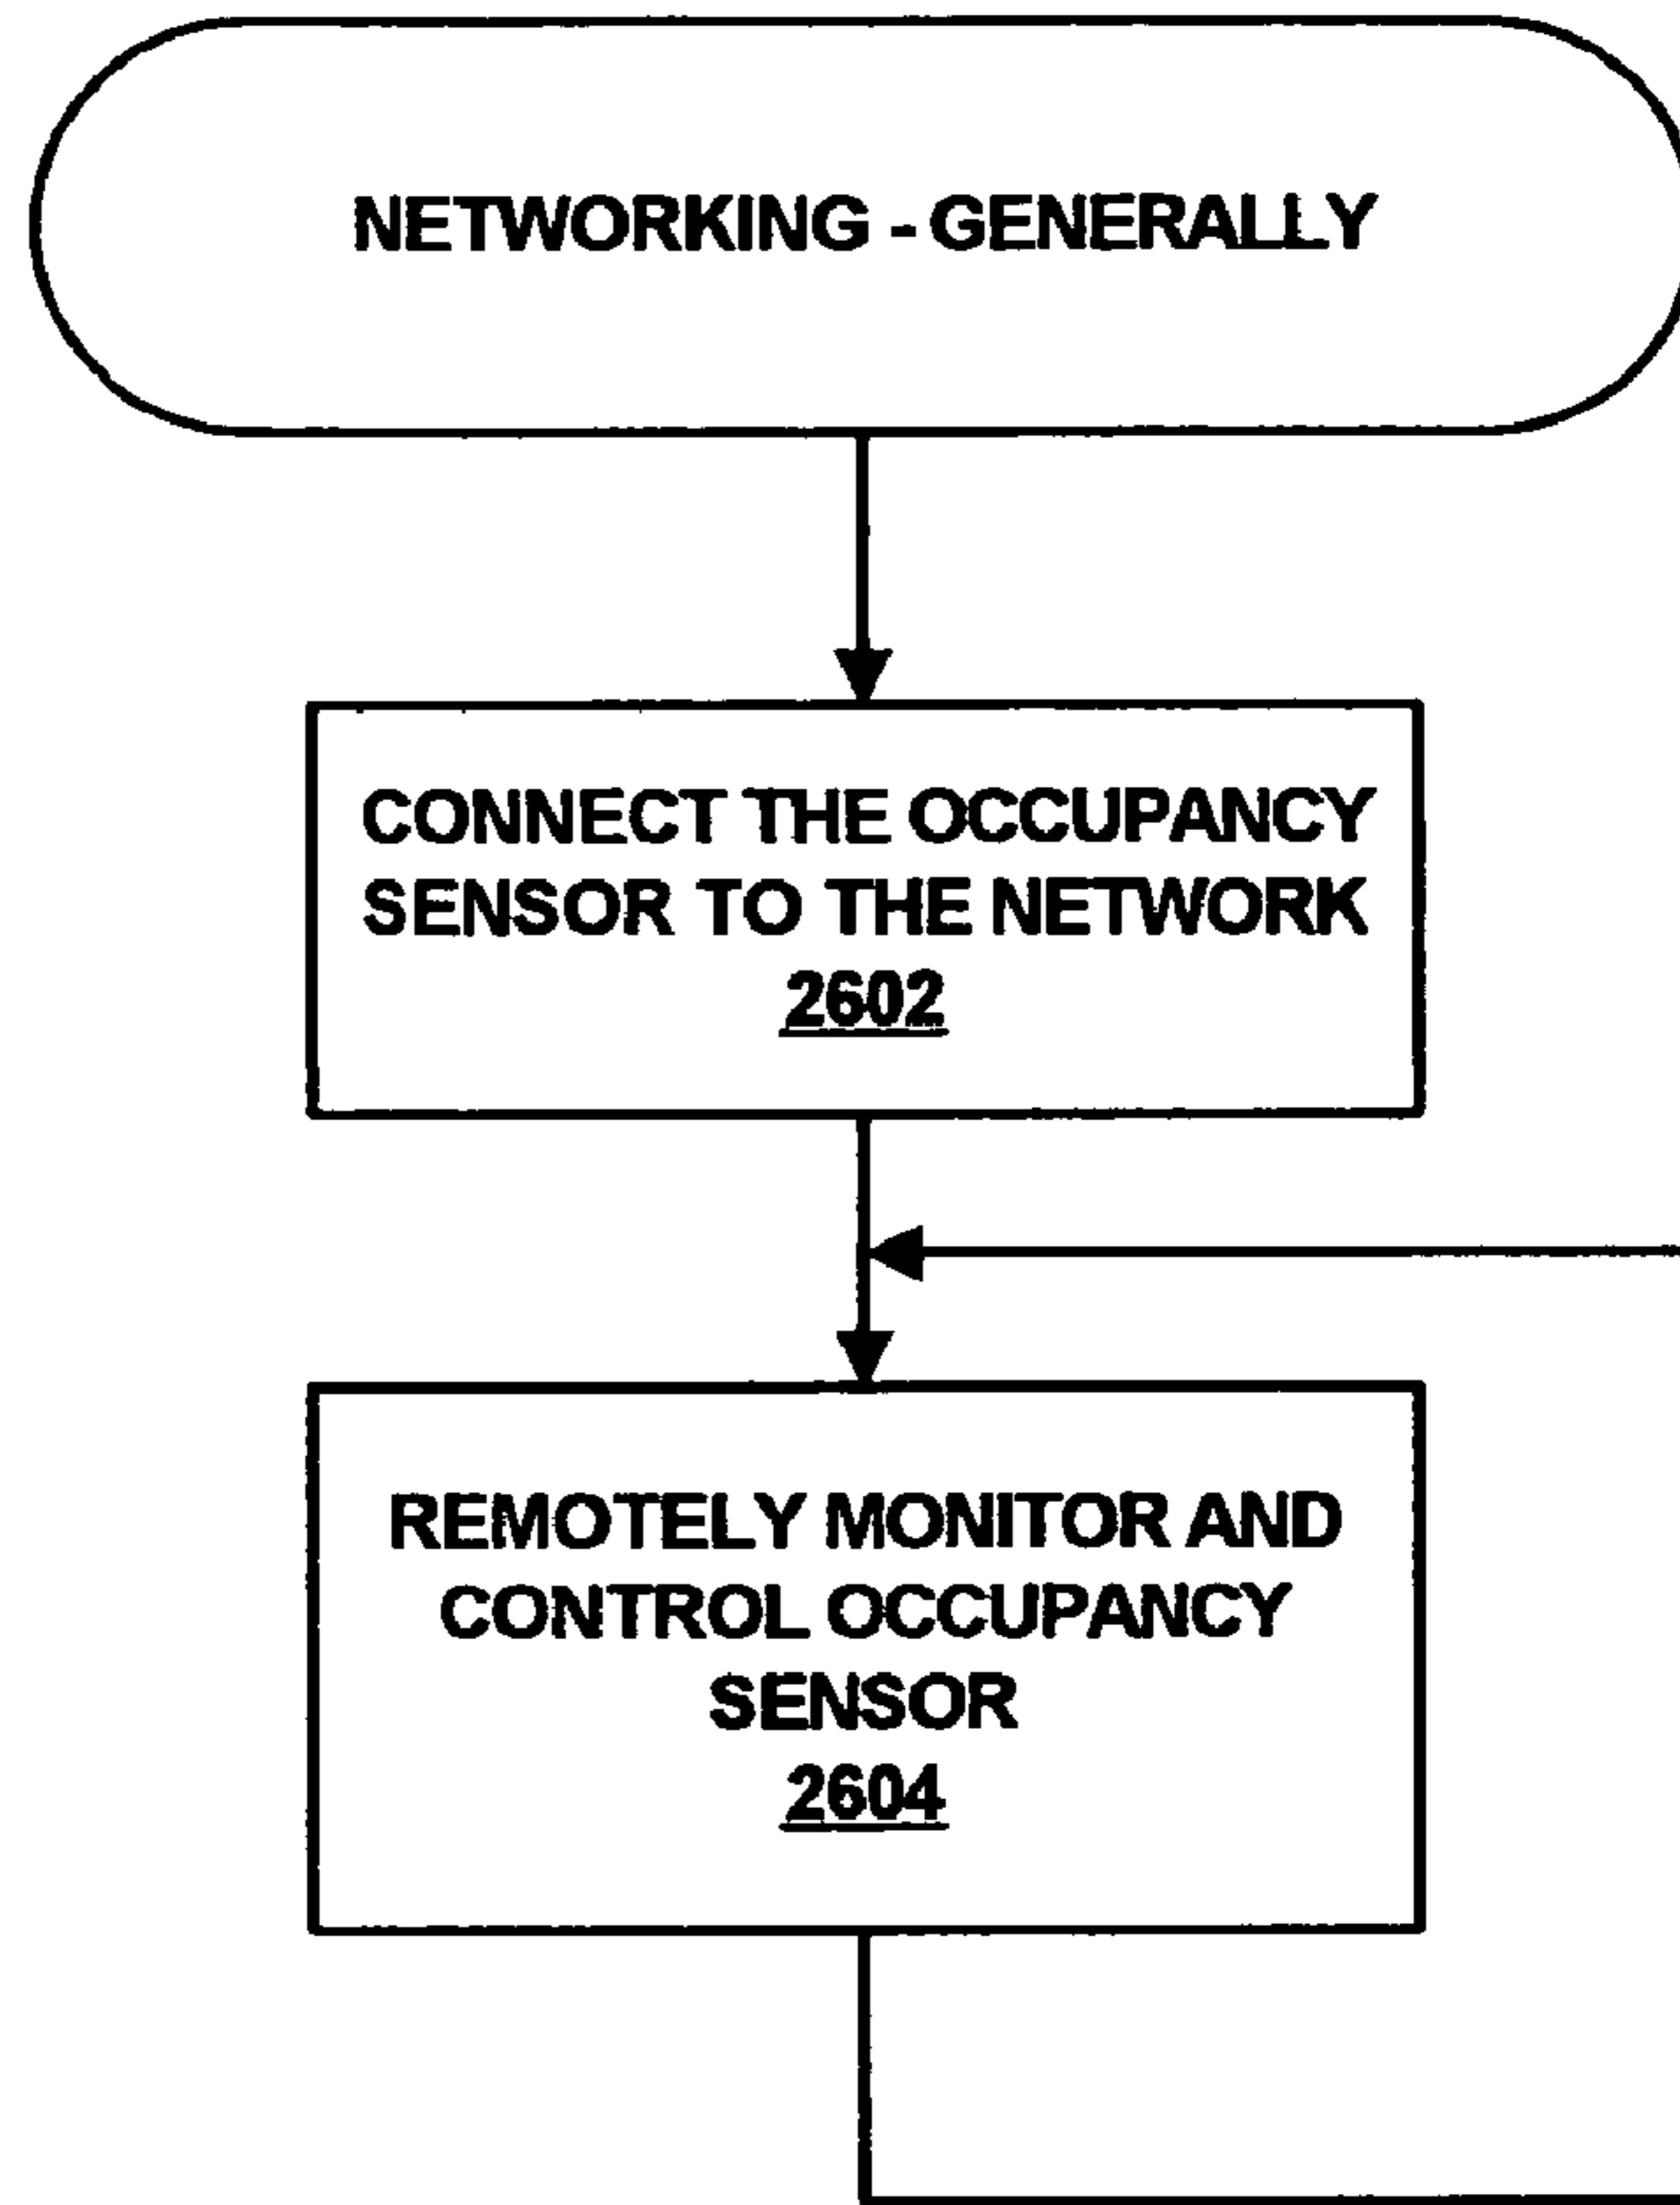 NETWORKING - GENERALLY
CONNECT THE OCCUPANCY
SENSOR TO THE NETWORK
2602
REMOTELY MONITOR AND
CONTROL OCCUPANCY
SENSOR
2604